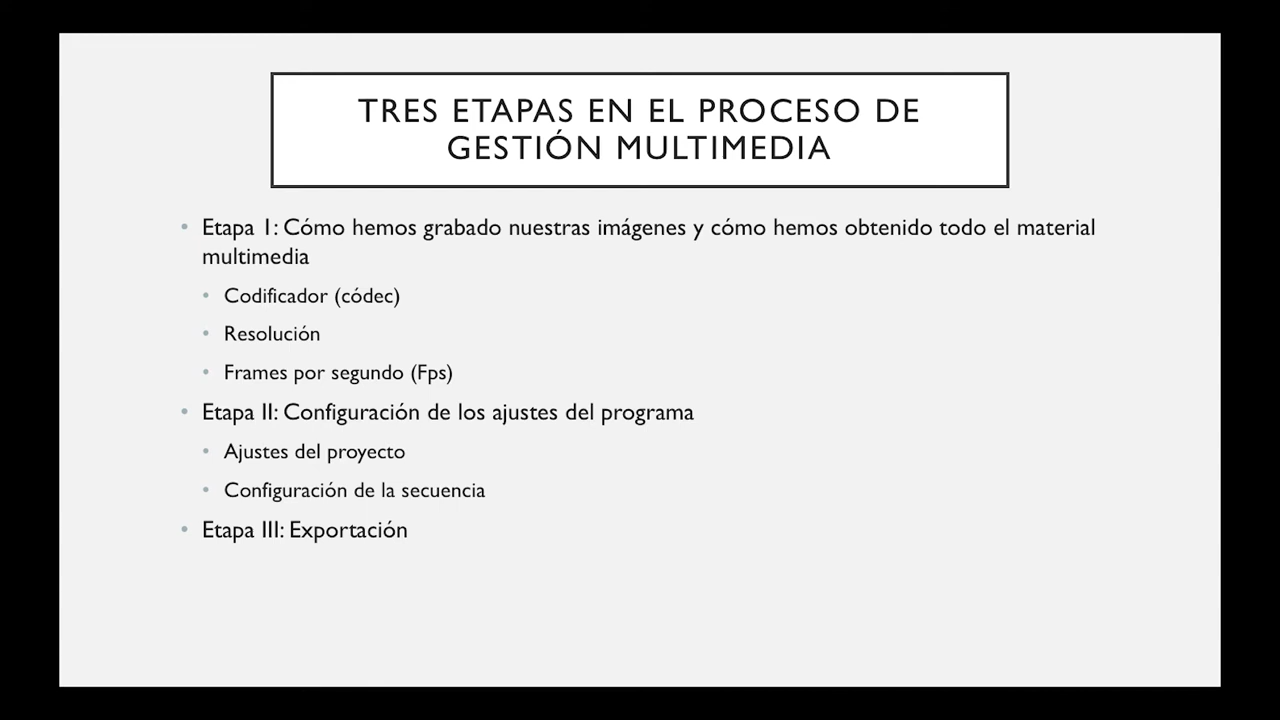 TRES ETAPAS EN EL PROCESO DE
GESTIÓN MULTIMEDIA
• Etapa 1: Cómo hemos grabado nuestras imágenes y cómo hemos obtenido todo el material
multimedia
• Codificador (códec)
• Resolución
• Frames por segundo (Fps)
• Etapa II: Configuración de los ajustes del programa
• Ajustes del proyecto
• Configuración de la secuencia
• Etapa III: Exportación